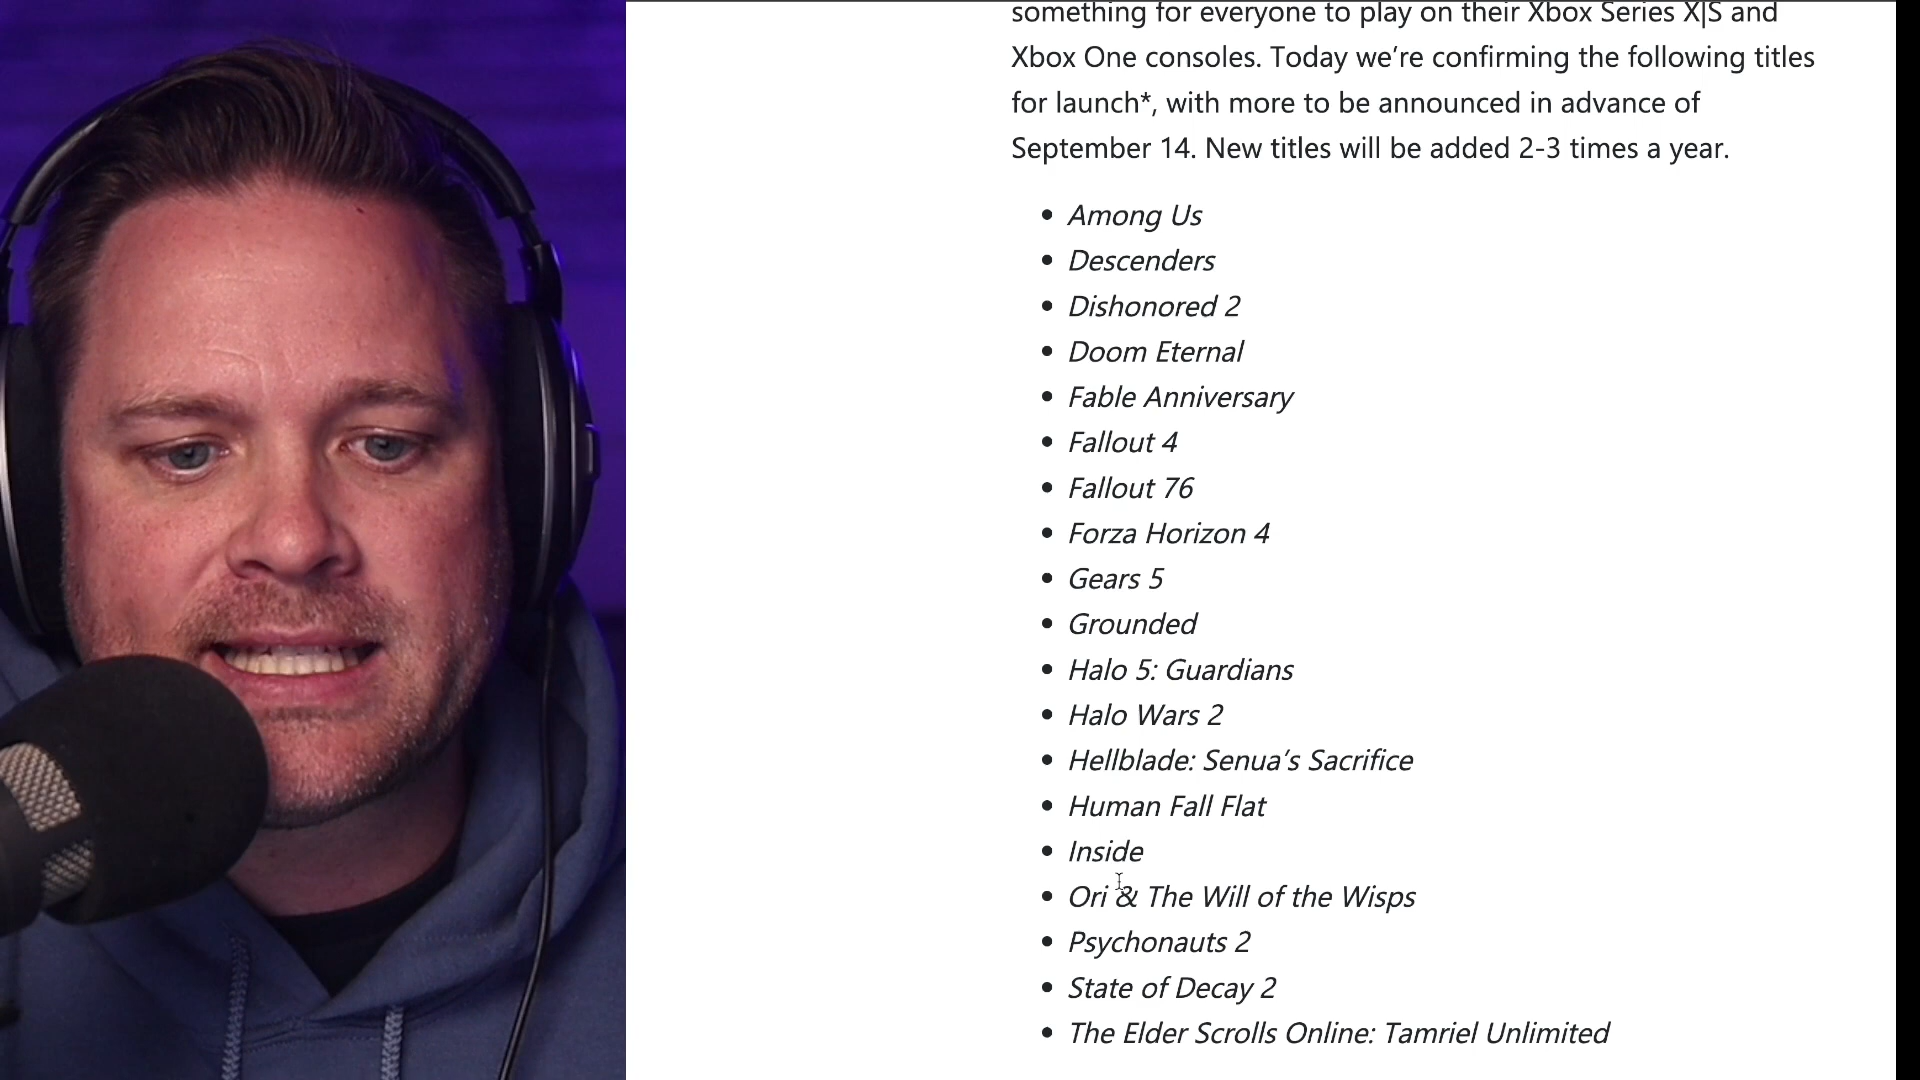 something for everyone to play on their Xbox Series X|S and
Xbox One consoles. Today we’re confirming the following titles
for launch*, with more to be announced in advance of
September 14. New titles will be added 2-3 times a year.
• Among Us
• Descenders
• Dishonored 2
• Doom Eternal
• Fable Anniversary
• Fallout 4
• Fallout 76
• Forza Horizon 4
• Gears 5
• Grounded
• Halo 5: Guardians
• Halo Wars 2
• Hellblade: Senua’s Sacrifice
• Human Fall Flat
• Inside
• Ori & The Will of the Wisps
• Psychonauts 2
• State of Decay 2
• The Elder Scrolls Online: Tamriel Unlimited